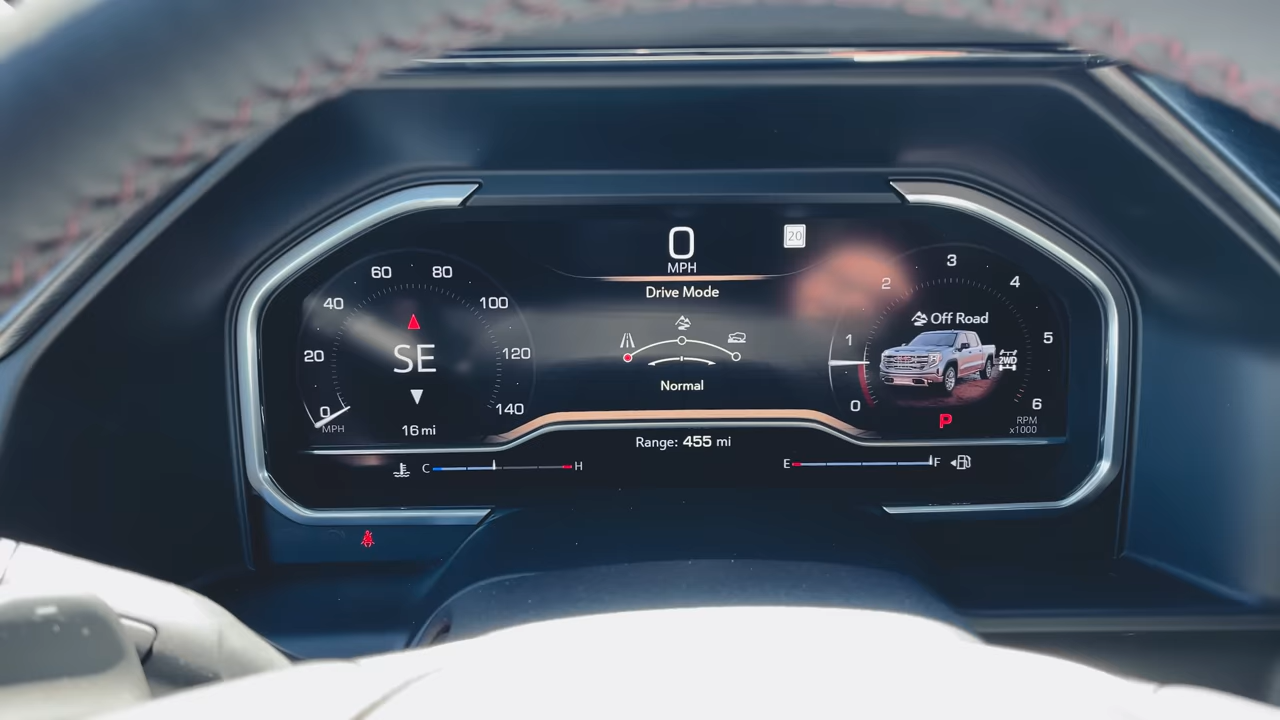 0
MPH
20
Drive Mode
Normal
0
20
40
60
80
100
120
140
MPH
SE
16 mi
0
1
2
3
4
5
6
RPM
x1000
Off Road
2WD
P
Range: 455 mi
C H
E F